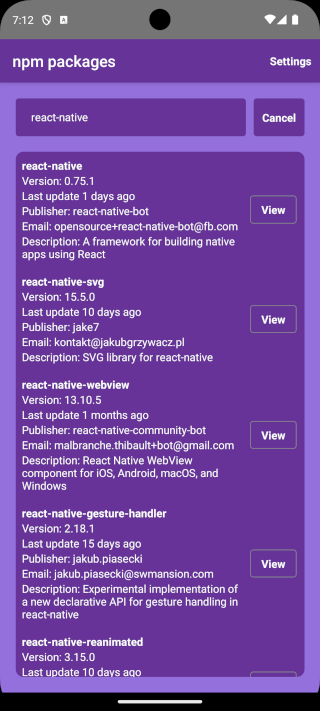 7:12
npm packages
Settings
react-native
Cancel
react-native
Version: 0.75.1
Last update 1 days ago
Publisher: react-native-bot
Email: opensource+react-native-bot@fb.com
Description: A framework for building native
apps using React
View
react-native-svg
Version: 15.5.0
Last update 10 days ago
Publisher: jake7
Email: kontakt@jakubgrzywacz.pl
Description: SVG library for react-native
View
react-native-webview
Version: 13.10.5
Last update 1 months ago
Publisher: react-native-community-bot
Email: malbranche.thibault+bot@gmail.com
Description: React Native WebView
component for iOS, Android, macOS, and
Windows
View
react-native-gesture-handler
Version: 2.18.1
Last update 15 days ago
Publisher: jakub.piasecki
Email: jakub.piasecki@swmansion.com
Description: Experimental implementation of
a new declarative API for gesture handling in
react-native
View
react-native-reanimated
Version: 3.15.0
Last update 10 days ago